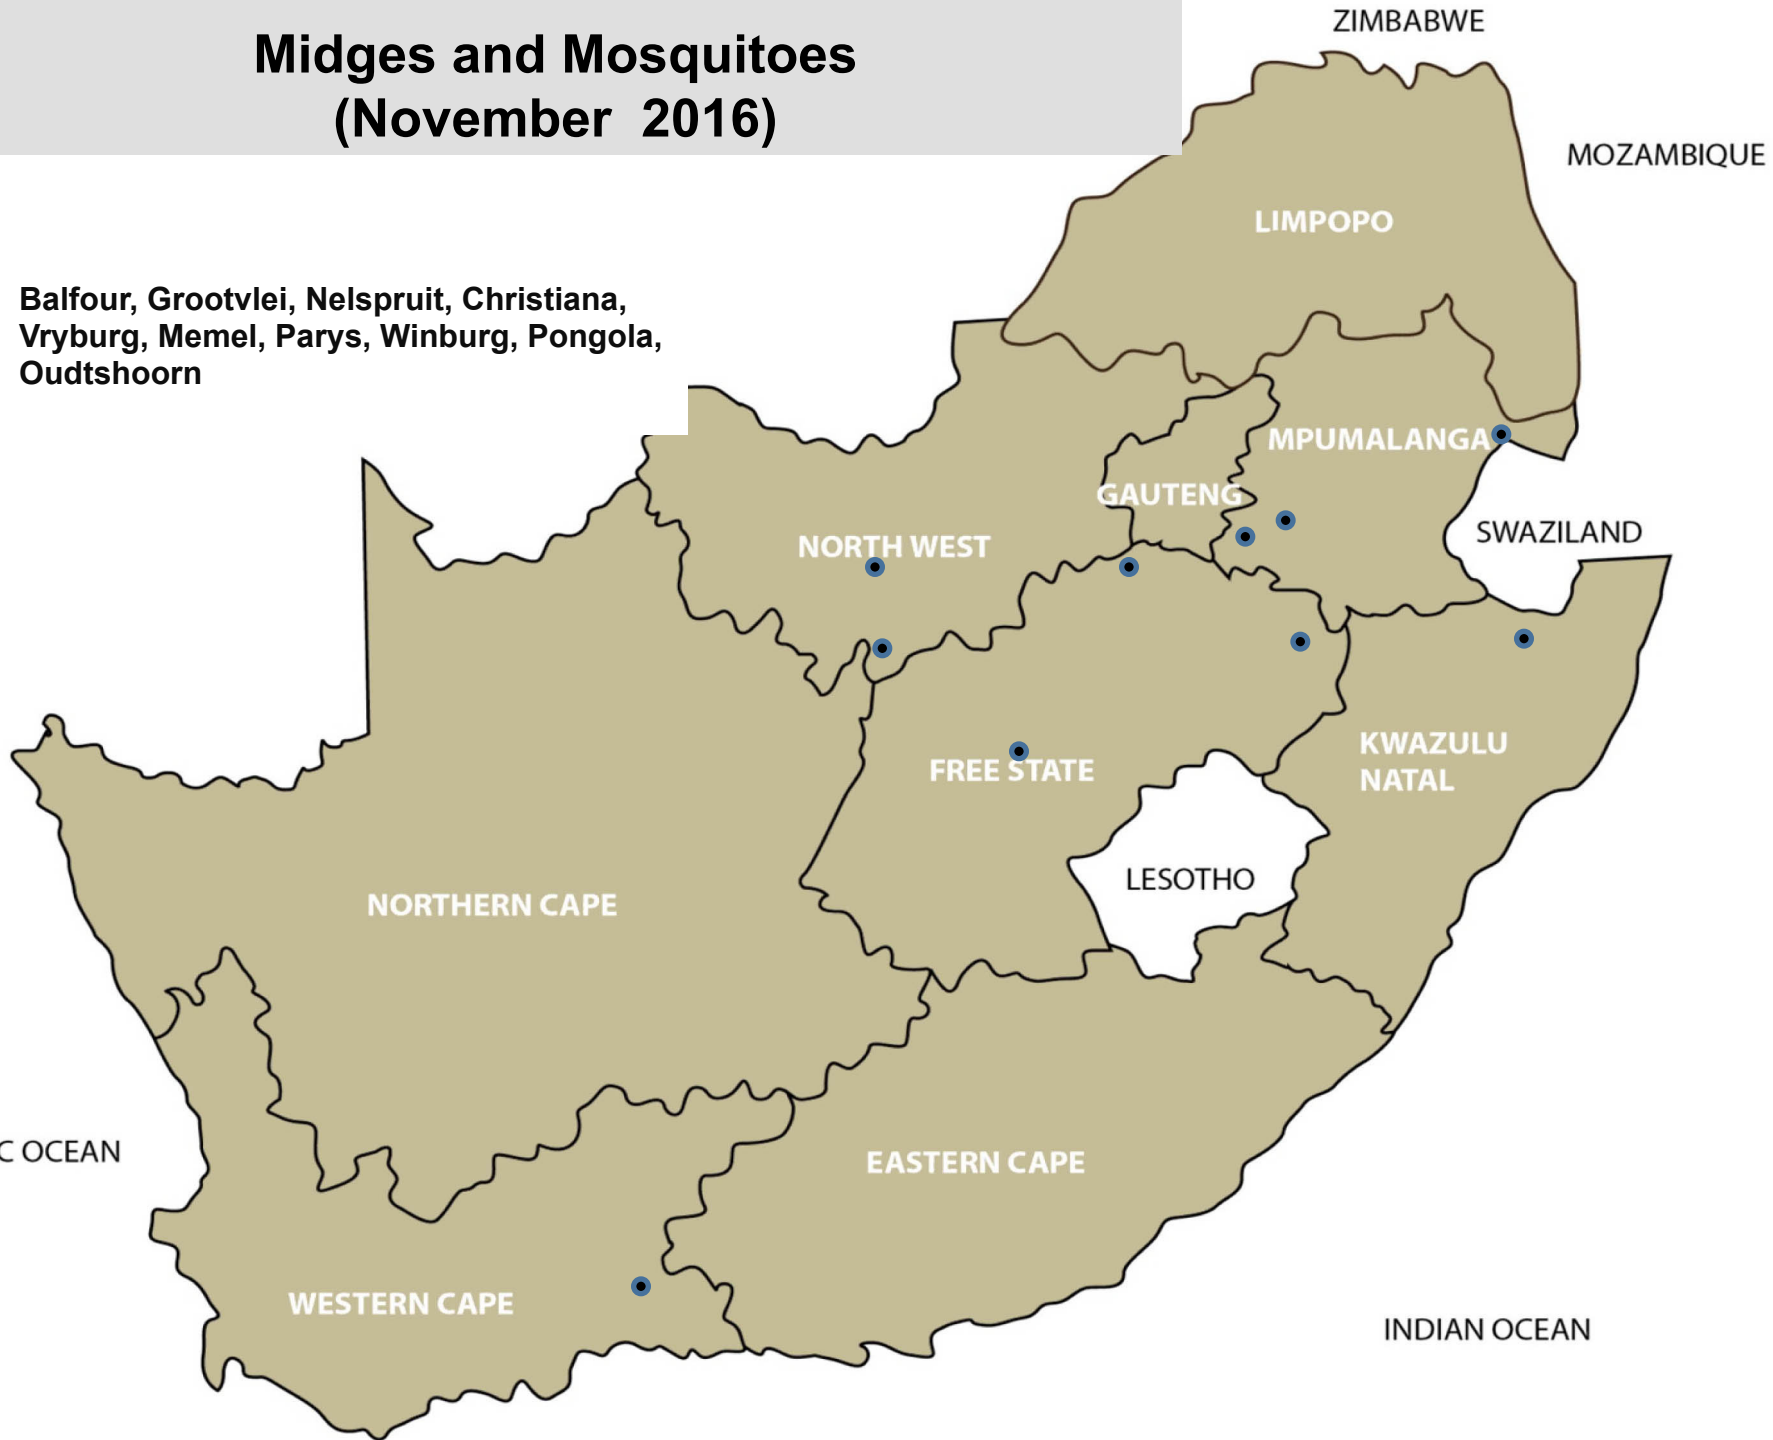 Midges and Mosquitoes
(November 2016)
ZIMBABWE
MOZAMBIQUE
LIMPOPO
Balfour, Grootvlei, Nelspruit, Christiana,
Vryburg, Memel, Parys, Winburg, Pongola,
Oudtshoorn
MPUMALANGA
GAUTENG
NORTH WEST
SWAZILAND
KWAZULU
NATAL
FREE STATE
LESOTHO
NORTHERN CAPE
C OCEAN
EASTERN CAPE
WESTERN CAPE
INDIAN OCEAN